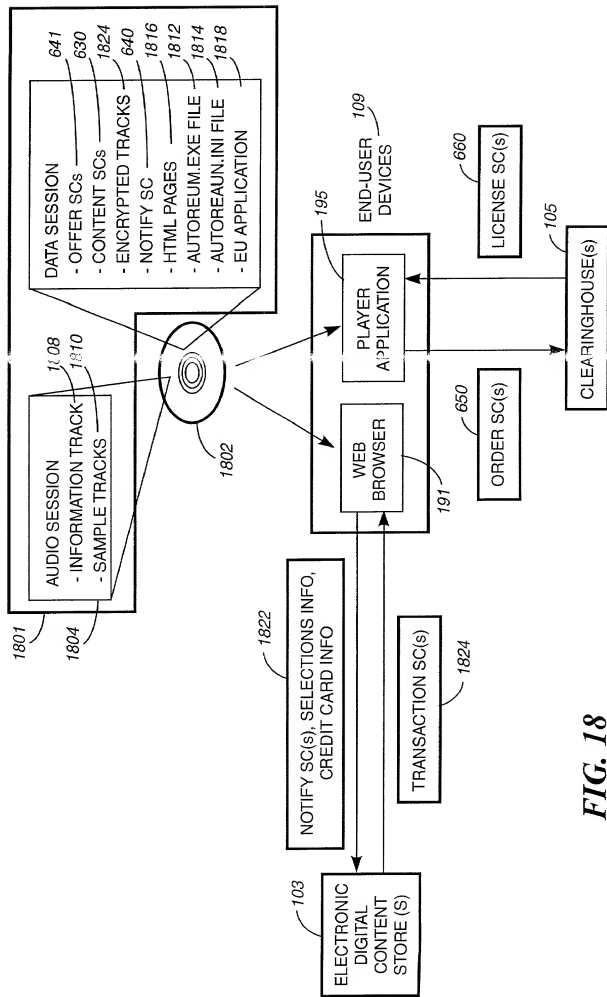 DATA SESSION
- OFFER SCs
- CONTENT SCs
- ENCRYPTED TRACKS
- NOTIFY SC
- HTML PAGES
- AUTOREUM.EXE FILE
- AUTOREAUN.INI FILE
- EU APPLICATION
641
630
1824
640
1816
1812
1814
1818
AUDIO SESSION
- INFORMATION TRACK
- SAMPLE TRACKS
1808
1810
1801
1804
1802
END-USER
DEVICES
109
195
PLAYER
APPLICATION
WEB
BROWSER
191
660
LICENSE SC(s)
650
ORDER SC(s)
105
CLEARINGHOUSE(s)
1822
NOTIFY SC(s), SELECTIONS INFO,
CREDIT CARD INFO
TRANSACTION SC(s)
1824
103
ELECTRONIC
DIGITAL
CONTENT
STORE (S)
FIG. 18